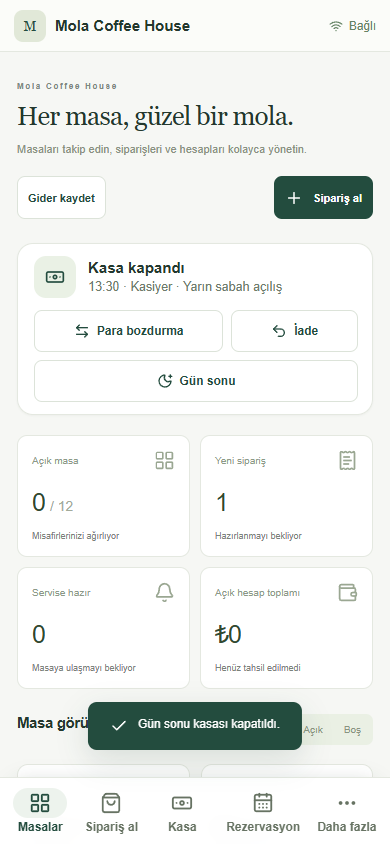 M Mola Coffee House Bağlı
Mola Coffee House
Her masa, güzel bir mola.
Masaları takip edin, siparişleri ve hesapları kolayca yönetin.
Gider kaydet
Sipariş al
Kasa kapandı
13:30 · Kasiyer · Yarın sabah açılış
Para bozdurma
İade
Gün sonu
Açık masa
0 / 12
Misafirlerinizi ağırlıyor
Yeni sipariş
1
Hazırlanmayı bekliyor
Servise hazır
0
Masaya ulaşmayı bekliyor
Açık hesap toplamı
₺0
Henüz tahsil edilmedi
Masa görü
Gün sonu kasası kapatıldı.
Açık
Boş
Masalar
Sipariş al
Kasa
Rezervasyon
Daha fazla